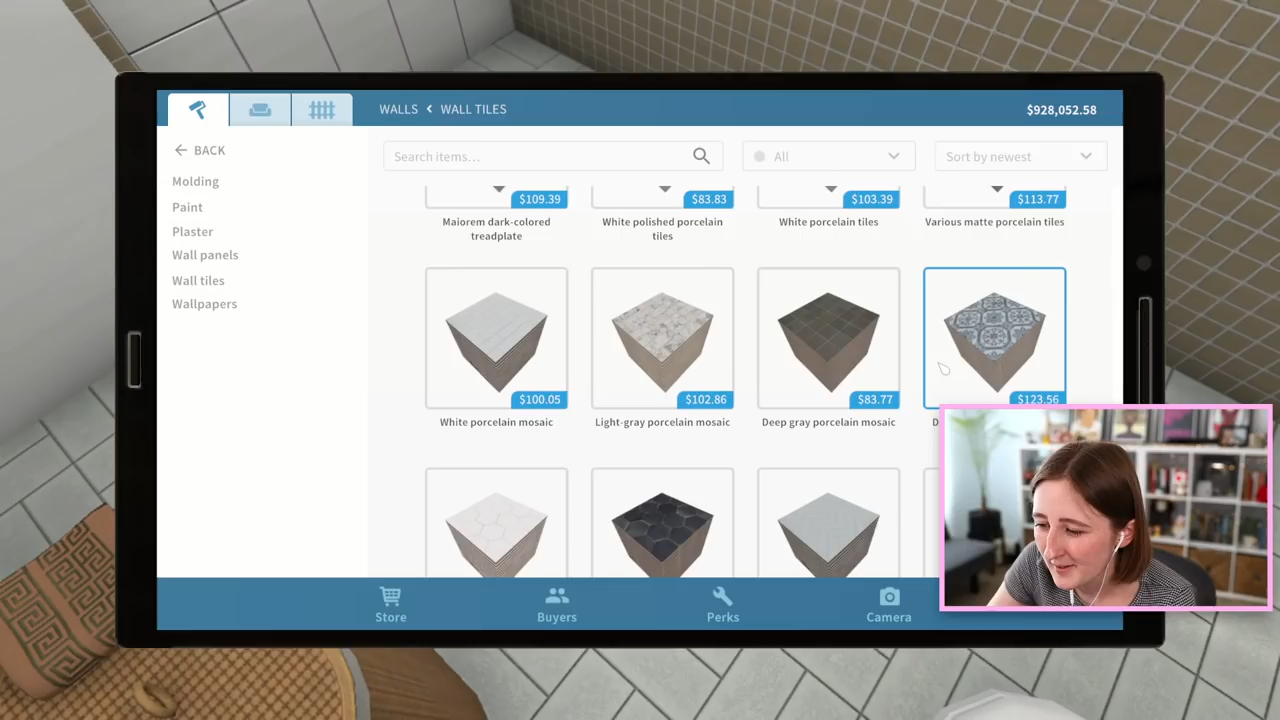 WALLS < WALL TILES
$928,052.58
BACK
Search items...
All
Sort by newest
Molding
Paint
Plaster
Wall panels
Wall tiles
Wallpapers
$109.39
$83.83
$103.39
$113.77
Maiorem dark-colored
treadplate
White polished porcelain
tiles
White porcelain tiles
Various matte porcelain tiles
$100.05
$102.86
$83.77
$123.56
White porcelain mosaic
Light-gray porcelain mosaic
Deep gray porcelain mosaic
Store
Buyers
Perks
Camera